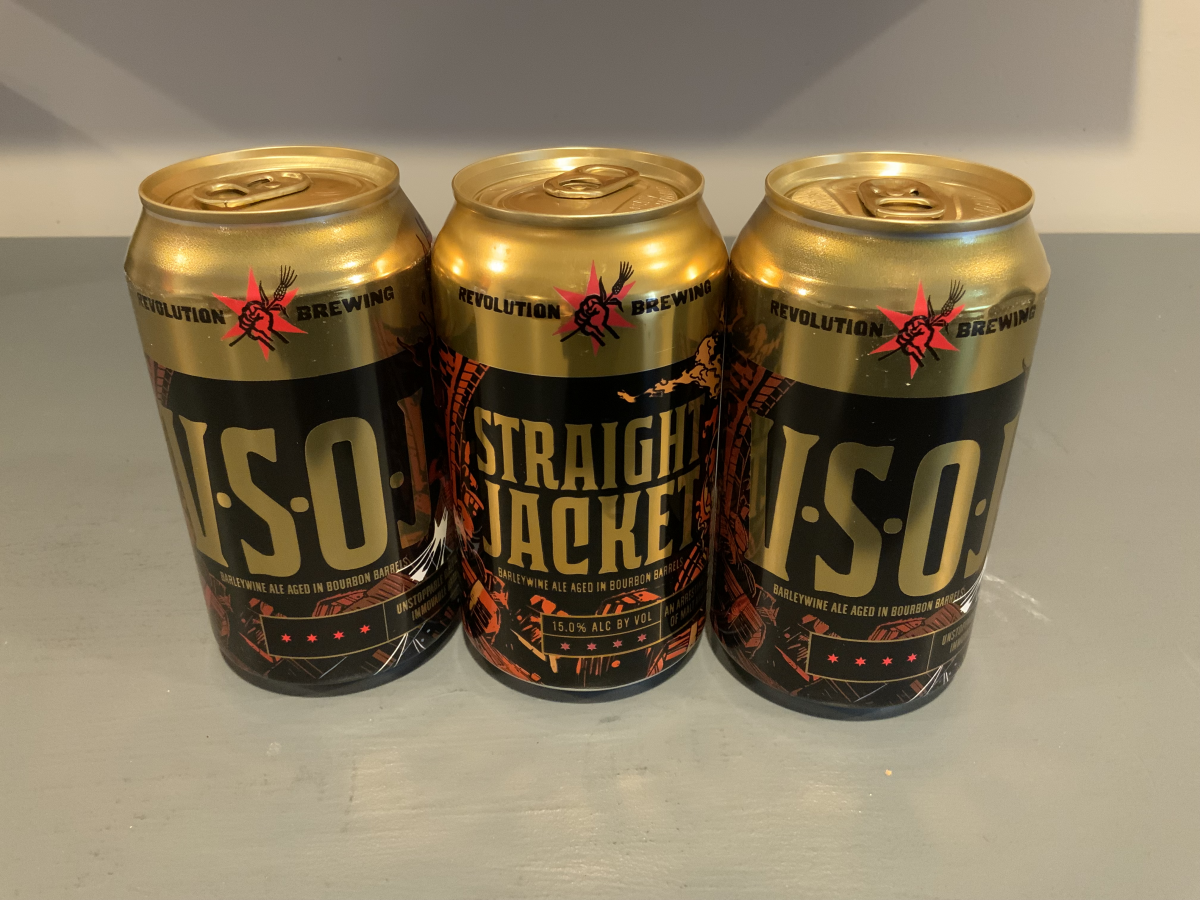 REVOLUTION BREWING
V·S·O·J
BARLEYWINE ALE AGED IN BOURBON BARRELS
REVOLUTION BREWING
STRAIGHT
JACKET
BARLEYWINE ALE AGED IN BOURBON BARRELS
15.0% ALC BY VOL
REVOLUTION BREWING
V·S·O·J
BARLEYWINE ALE AGED IN BOURBON BARRELS